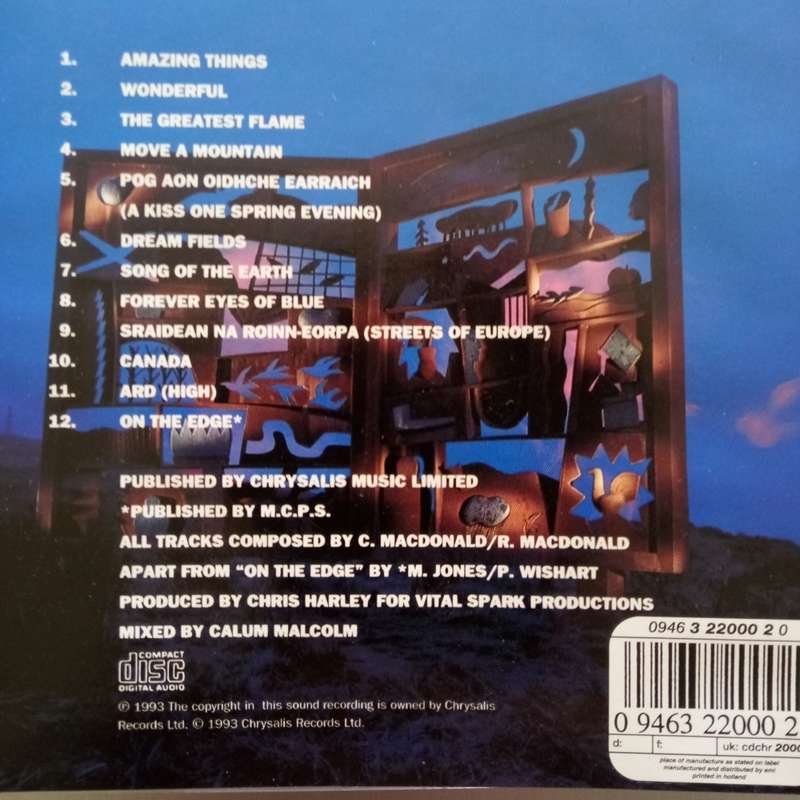 1. AMAZING THINGS
2. WONDERFUL
3. THE GREATEST FLAME
4. MOVE A MOUNTAIN
5. POG AON OIDHCHE EARRAICH
(A KISS ONE SPRING EVENING)
6. DREAM FIELDS
7. SONG OF THE EARTH
8. FOREVER EYES OF BLUE
9. SRAIDEAN NA ROINN-EORPA (STREETS OF EUROPE)
10. CANADA
11. ARD (HIGH)
12. ON THE EDGE*
PUBLISHED BY CHRYSALIS MUSIC LIMITED
*PUBLISHED BY M.C.P.S.
ALL TRACKS COMPOSED BY C. MACDONALD/R. MACDONALD
APART FROM “ON THE EDGE” BY *M. JONES/P. WISHART
PRODUCED BY CHRIS HARLEY FOR VITAL SPARK PRODUCTIONS
MIXED BY CALUM MALCOLM
COMPACT
disc
DIGITAL AUDIO
℗ 1993 The copyright in this sound recording is owned by Chrysalis
Records Ltd. © 1993 Chrysalis Records Ltd.
0946 3 22000 2 0
0 9463 22000 2
d: f: uk: cdchr 2000
place of manufacture as stated on label
manufactured and distributed by emi
printed in holland